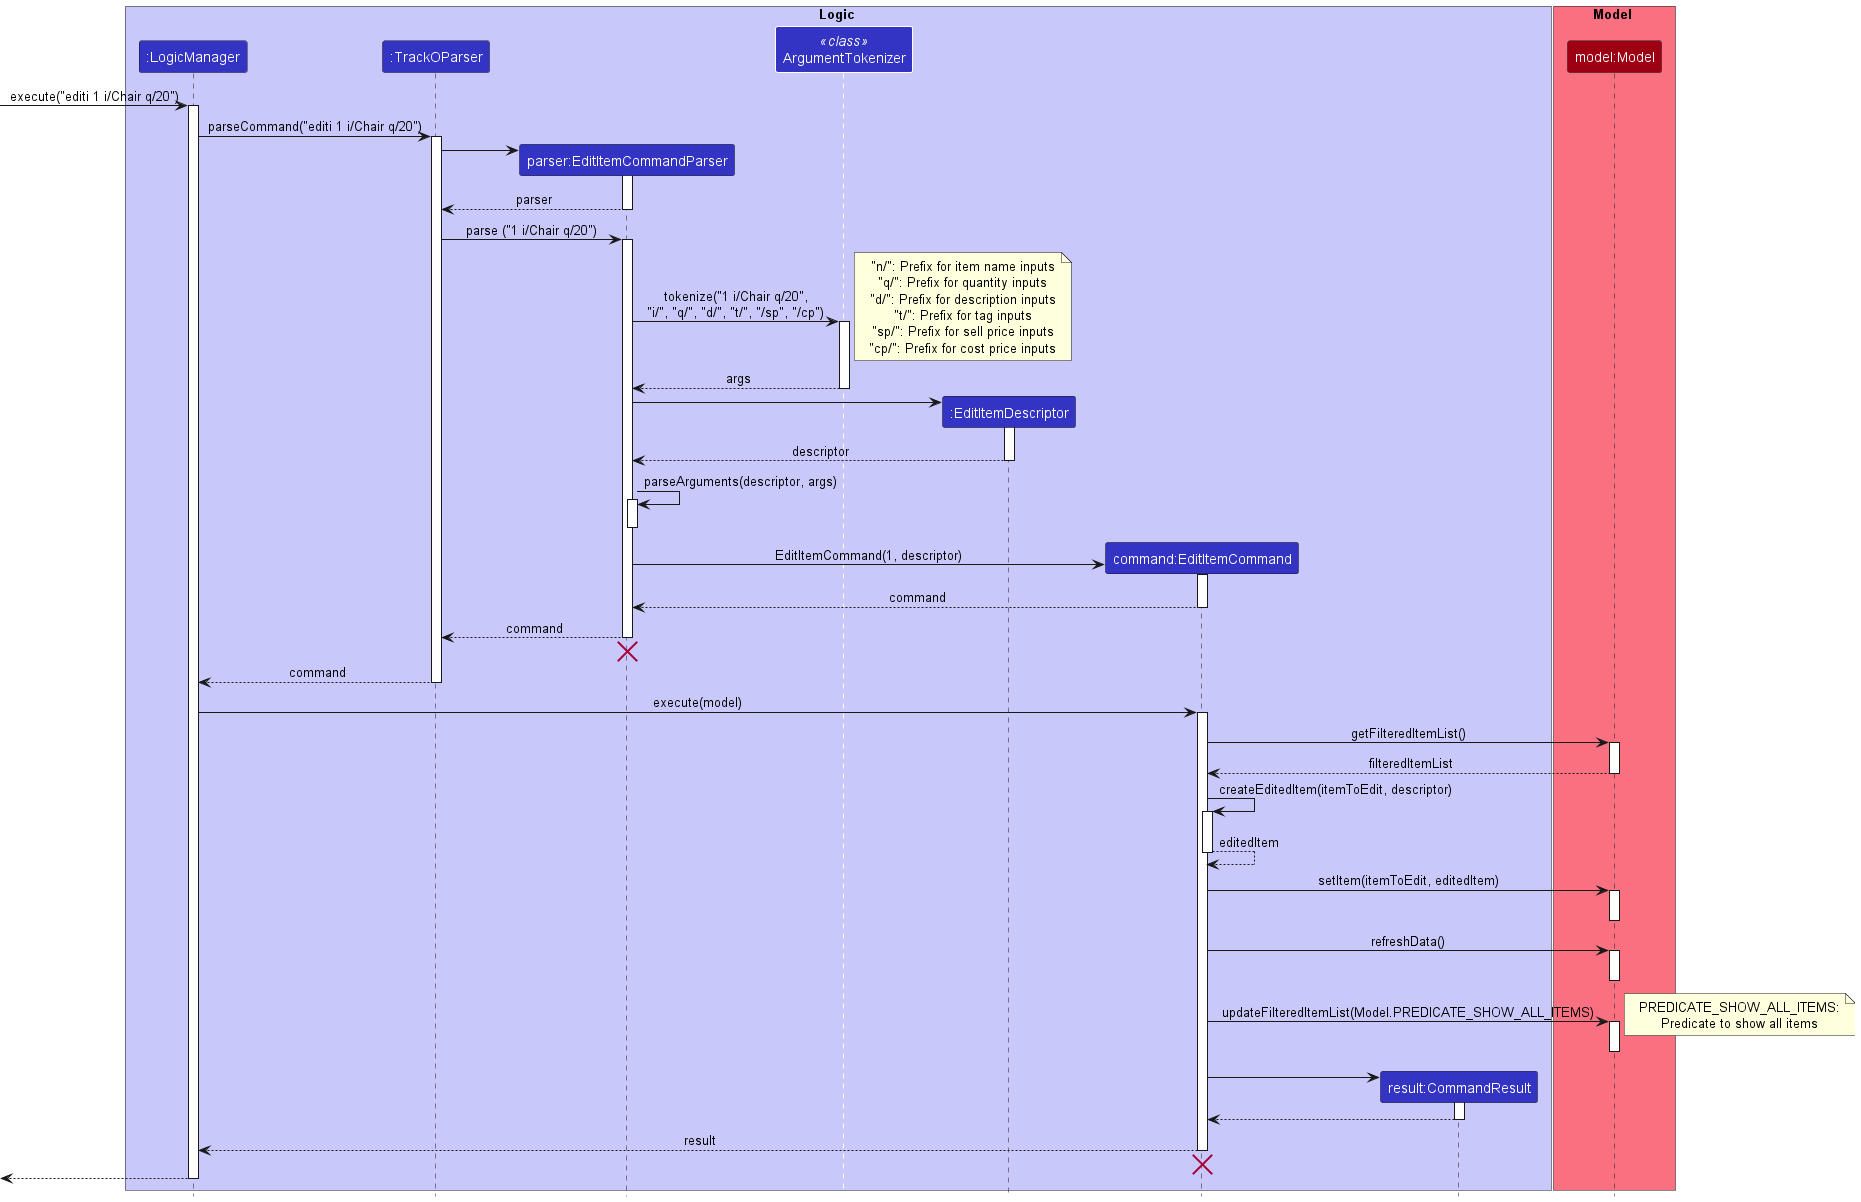 Logic
Model
«class»
:LogicManager
:TrackOParser
ArgumentTokenizer
model:Model
execute("editi 1 i/Chair q/20")
parseCommand("editi 1 i/Chair q/20")
parser:EditItemCommandParser
parser
parse ("1 i/Chair q/20")
"n/": Prefix for item name inputs
"q/": Prefix for quantity inputs
"d/": Prefix for description inputs
"t/": Prefix for tag inputs
"sp/": Prefix for sell price inputs
"cp/": Prefix for cost price inputs
tokenize("1 i/Chair q/20",
"i/", "q/", "d/", "t/", "/sp", "/cp")
args
:EditItemDescriptor
descriptor
parseArguments(descriptor, args)
EditItemCommand(1, descriptor)
command:EditItemCommand
command
command
command
execute(model)
getFilteredItemList()
filteredItemList
createEditedItem(itemToEdit, descriptor)
editedItem
setItem(itemToEdit, editedItem)
refreshData()
updateFilteredItemList(Model.PREDICATE_SHOW_ALL_ITEMS)
PREDICATE_SHOW_ALL_ITEMS:
Predicate to show all items
result:CommandResult
result